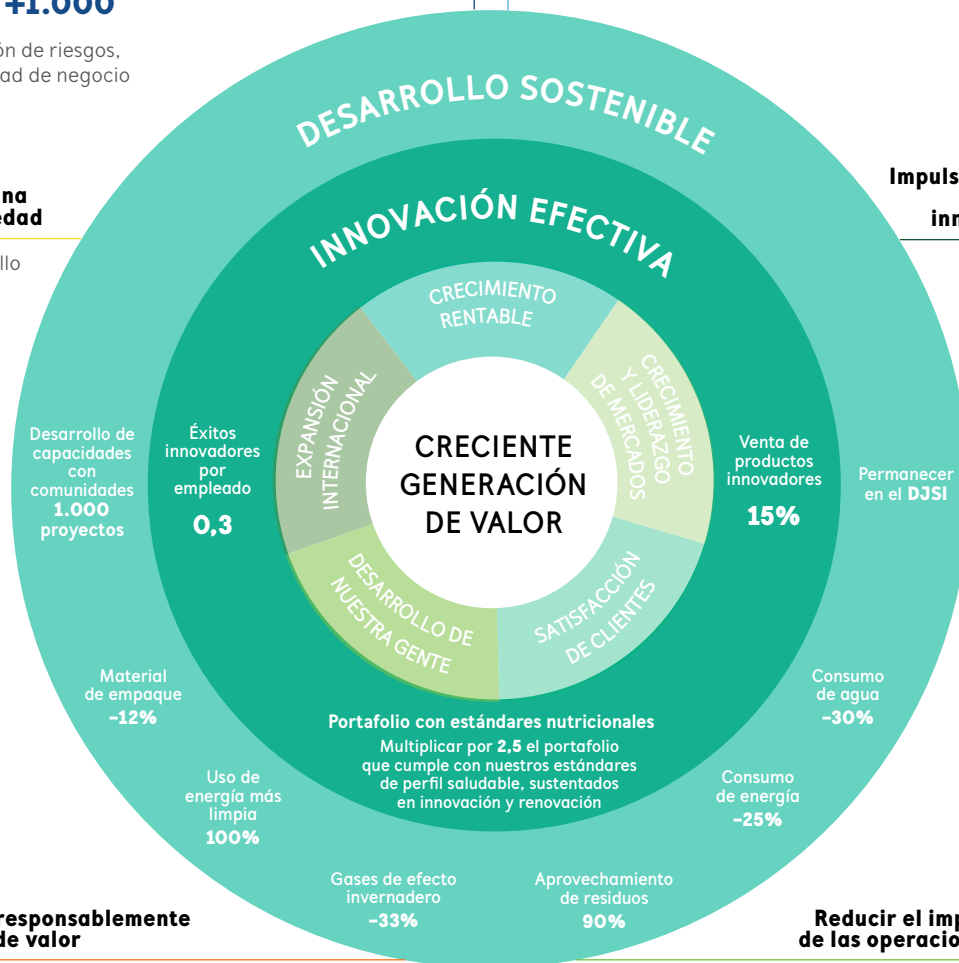 +1.000
ón de riesgos,
ad de negocio
na
edad
llo
Impuls
inn
DESARROLLO SOSTENIBLE
INNOVACIÓN EFECTIVA
CRECIMIENTO
RENTABLE
EXPANSIÓN
INTERNACIONAL
CRECIMIENTO
Y LIDERAZGO
DE MERCADOS
CRECIENTE
GENERACIÓN
DE VALOR
DESARROLLO DE
NUESTRA GENTE
SATISFACCIÓN
DE CLIENTES
Desarrollo de
capacidades
con
comunidades
1.000
proyectos
Éxitos
innovadores
por
empleado
0,3
Venta de
productos
innovadores
15%
Permanecer
en el DJSI
Material
de empaque
-12%
Consumo
de agua
-30%
Portafolio con estándares nutricionales
Multiplicar por 2,5 el portafolio
que cumple con nuestros estándares
de perfil saludable, sustentados
en innovación y renovación
Uso de
energía más
limpia
100%
Consumo
de energía
-25%
Gases de efecto
invernadero
-33%
Aprovechamiento
de residuos
90%
responsablemente
de valor
Reducir el imp
de las operacio